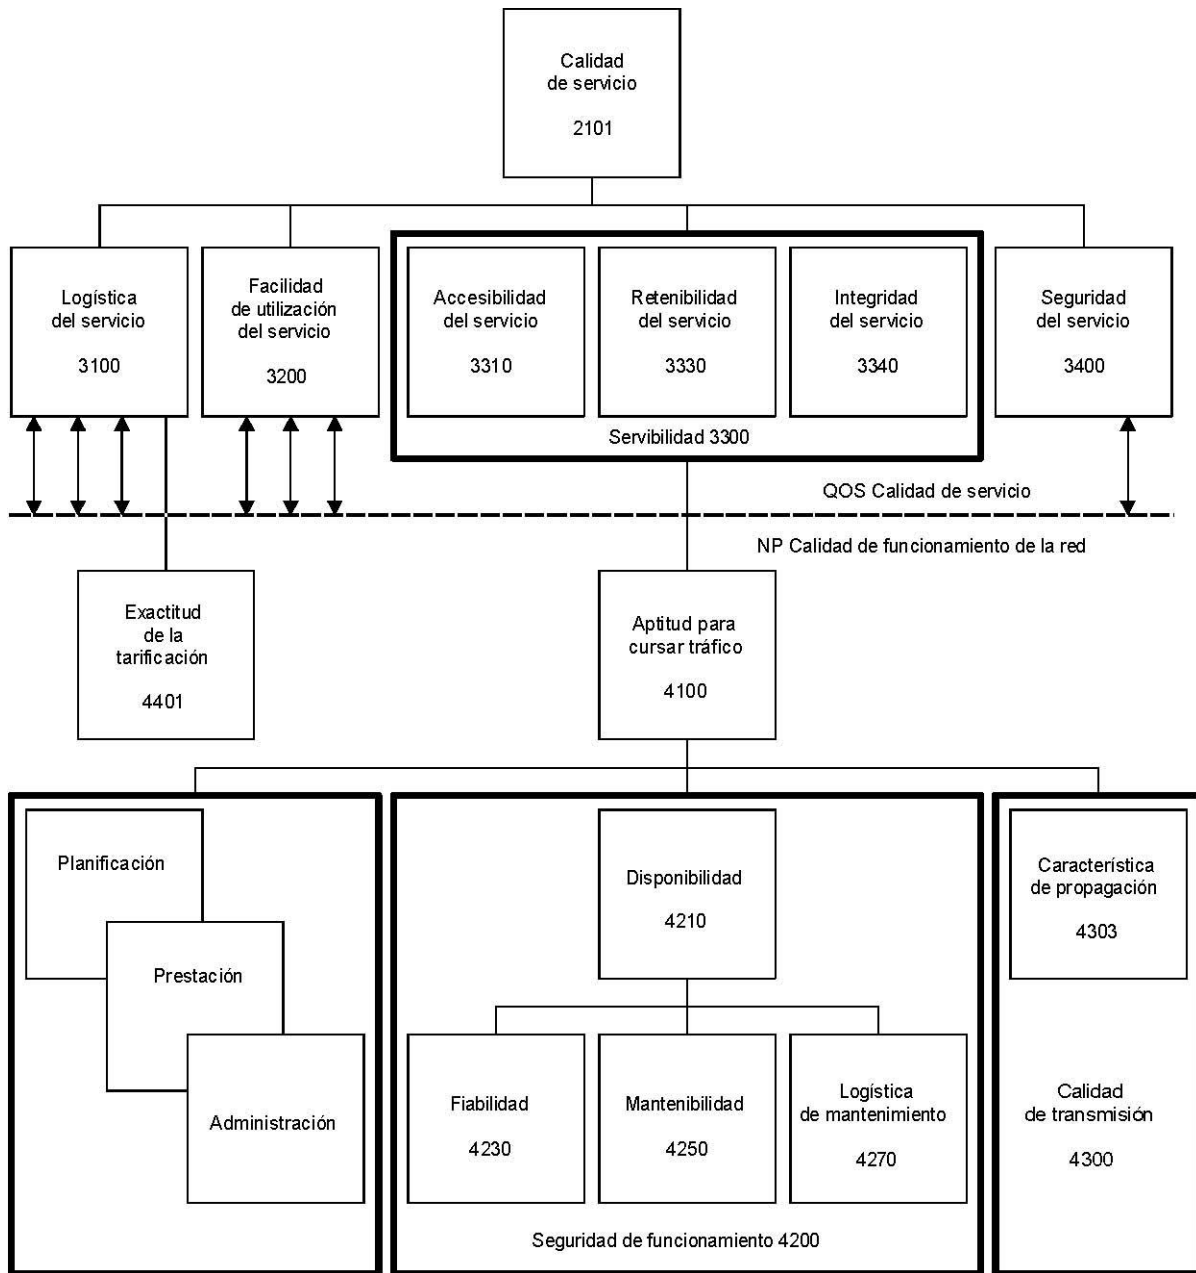 Calidad
de servicio
2101
Logística
del servicio
3100
Facilidad
de utilización
del servicio
3200
Accesibilidad
del servicio
3310
Retenibilidad
del servicio
3330
Integridad
del servicio
3340
Seguridad
del servicio
3400
Servibilidad 3300
QOS Calidad de servicio
NP Calidad de funcionamiento de la red
Exactitud
de la
tarificación
4401
Aptitud para
cursar tráfico
4100
Planificación
Prestación
Administración
Disponibilidad
4210
Fiabilidad
4230
Mantenibilidad
4250
Logística
de mantenimiento
4270
Seguridad de funcionamiento 4200
Característica
de propagación
4303
Calidad
de transmisión
4300